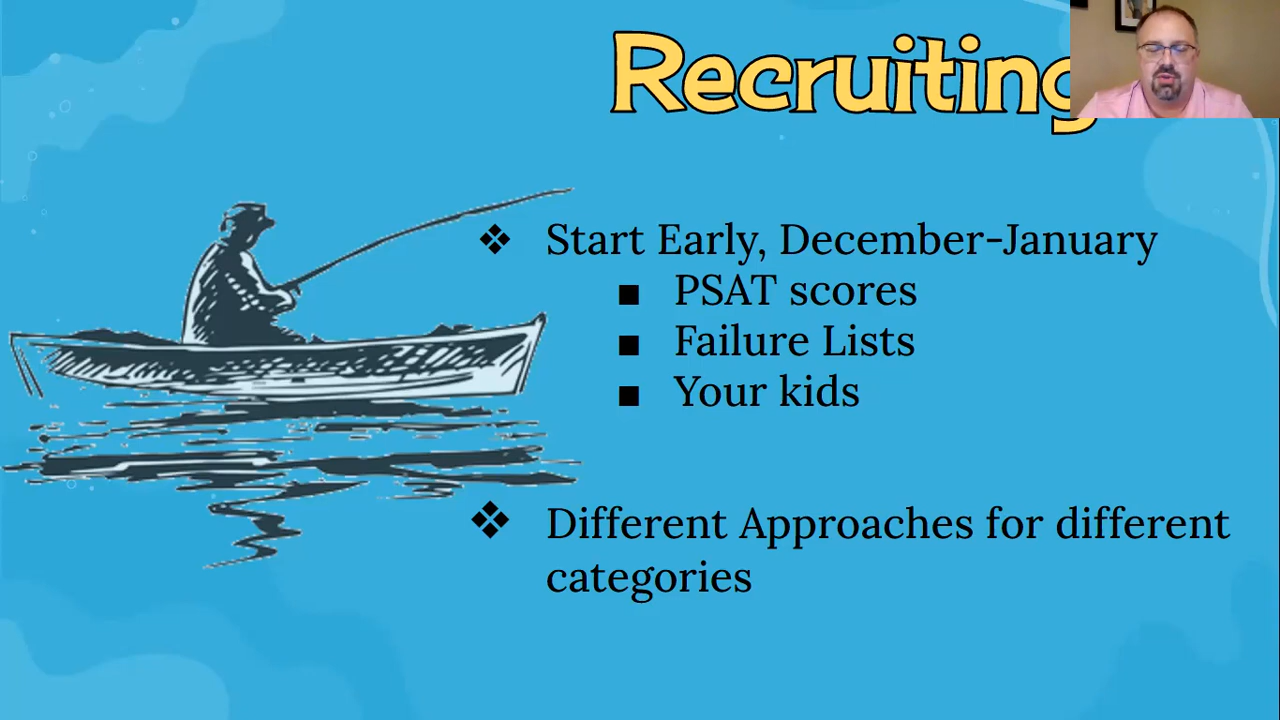 Recruiting
❖ Start Early, December-January
■ PSAT scores
■ Failure Lists
■ Your kids
❖ Different Approaches for different
categories